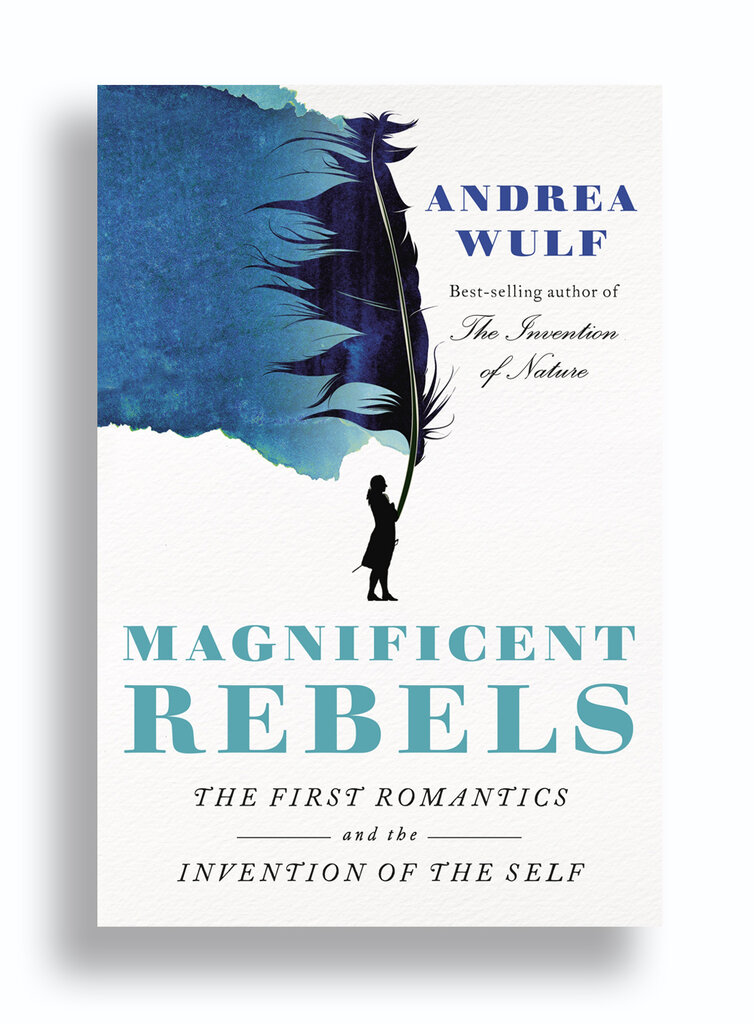 ANDREA
WULF
Best-selling author of
The Invention
of Nature
MAGNIFICENT
REBELS
THE FIRST ROMANTICS
and the
INVENTION OF THE SELF